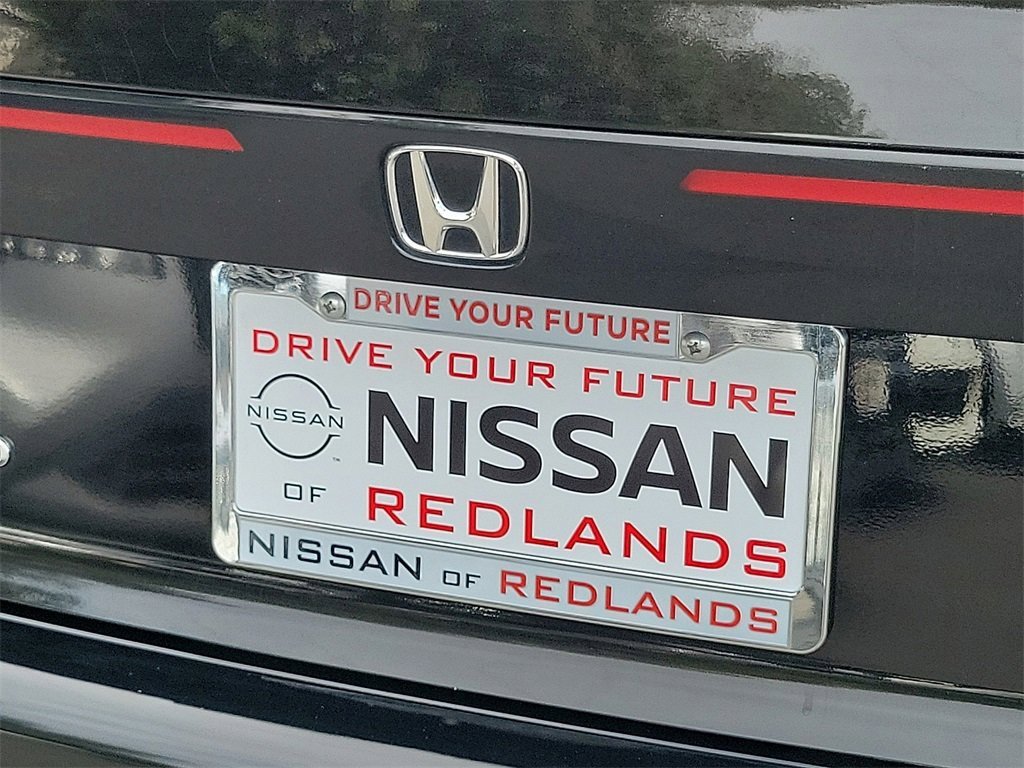 DRIVE YOUR FUTURE
DRIVE YOUR FUTURE
NISSAN
NISSAN
OF REDLANDS
NISSAN OF REDLANDS